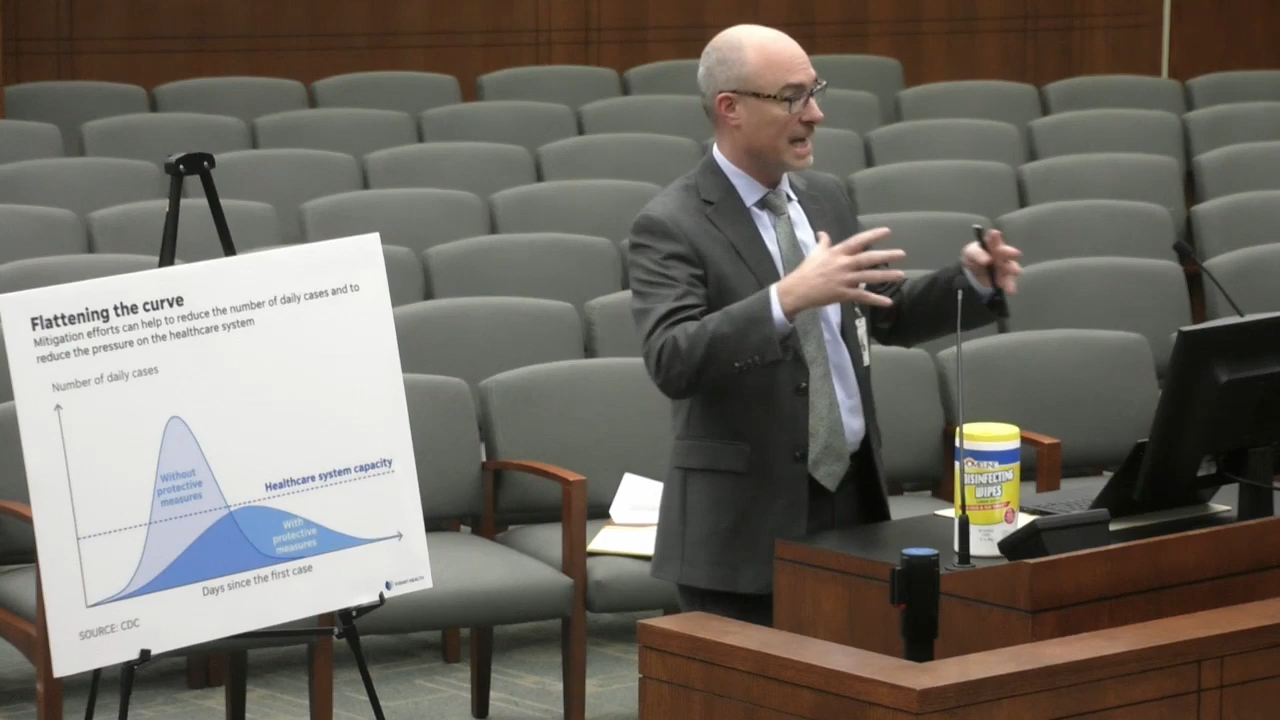 Flattening the curve
Mitigation efforts can help to reduce the number of daily cases and to
reduce the pressure on the healthcare system
Number of daily cases
Without
protective
measures
Healthcare system capacity
With
protective
measures
Days since the first case
SOURCE: CDC
HOMELINE
DISINFECTING
WIPES